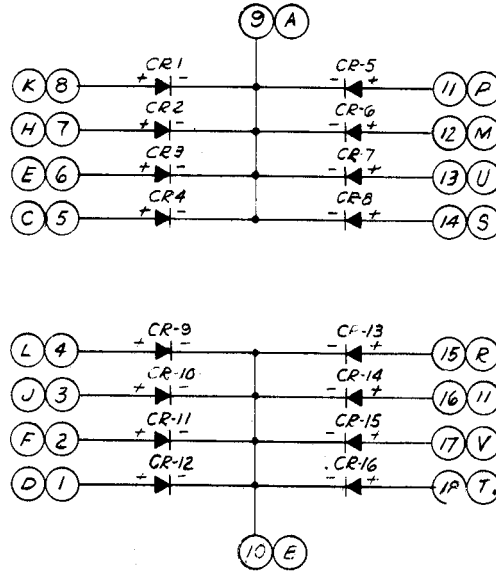 9 A
CR1 CR-5
K 8 + - - + 11 P
CR2 CR-6
H 7 + - - + 12 M
CR3 CR-7
E 6 + - - + 13 U
CR4 CR-8
C 5 + - - + 14 S
CR-9 CR-13
L 4 + - - + 15 R
CR-10 CR-14
J 3 + - - + 16
CR-11 CR-15
F 2 + - - + 17 V
CR-12 CR-16
D 1 + - - + 18 T
10